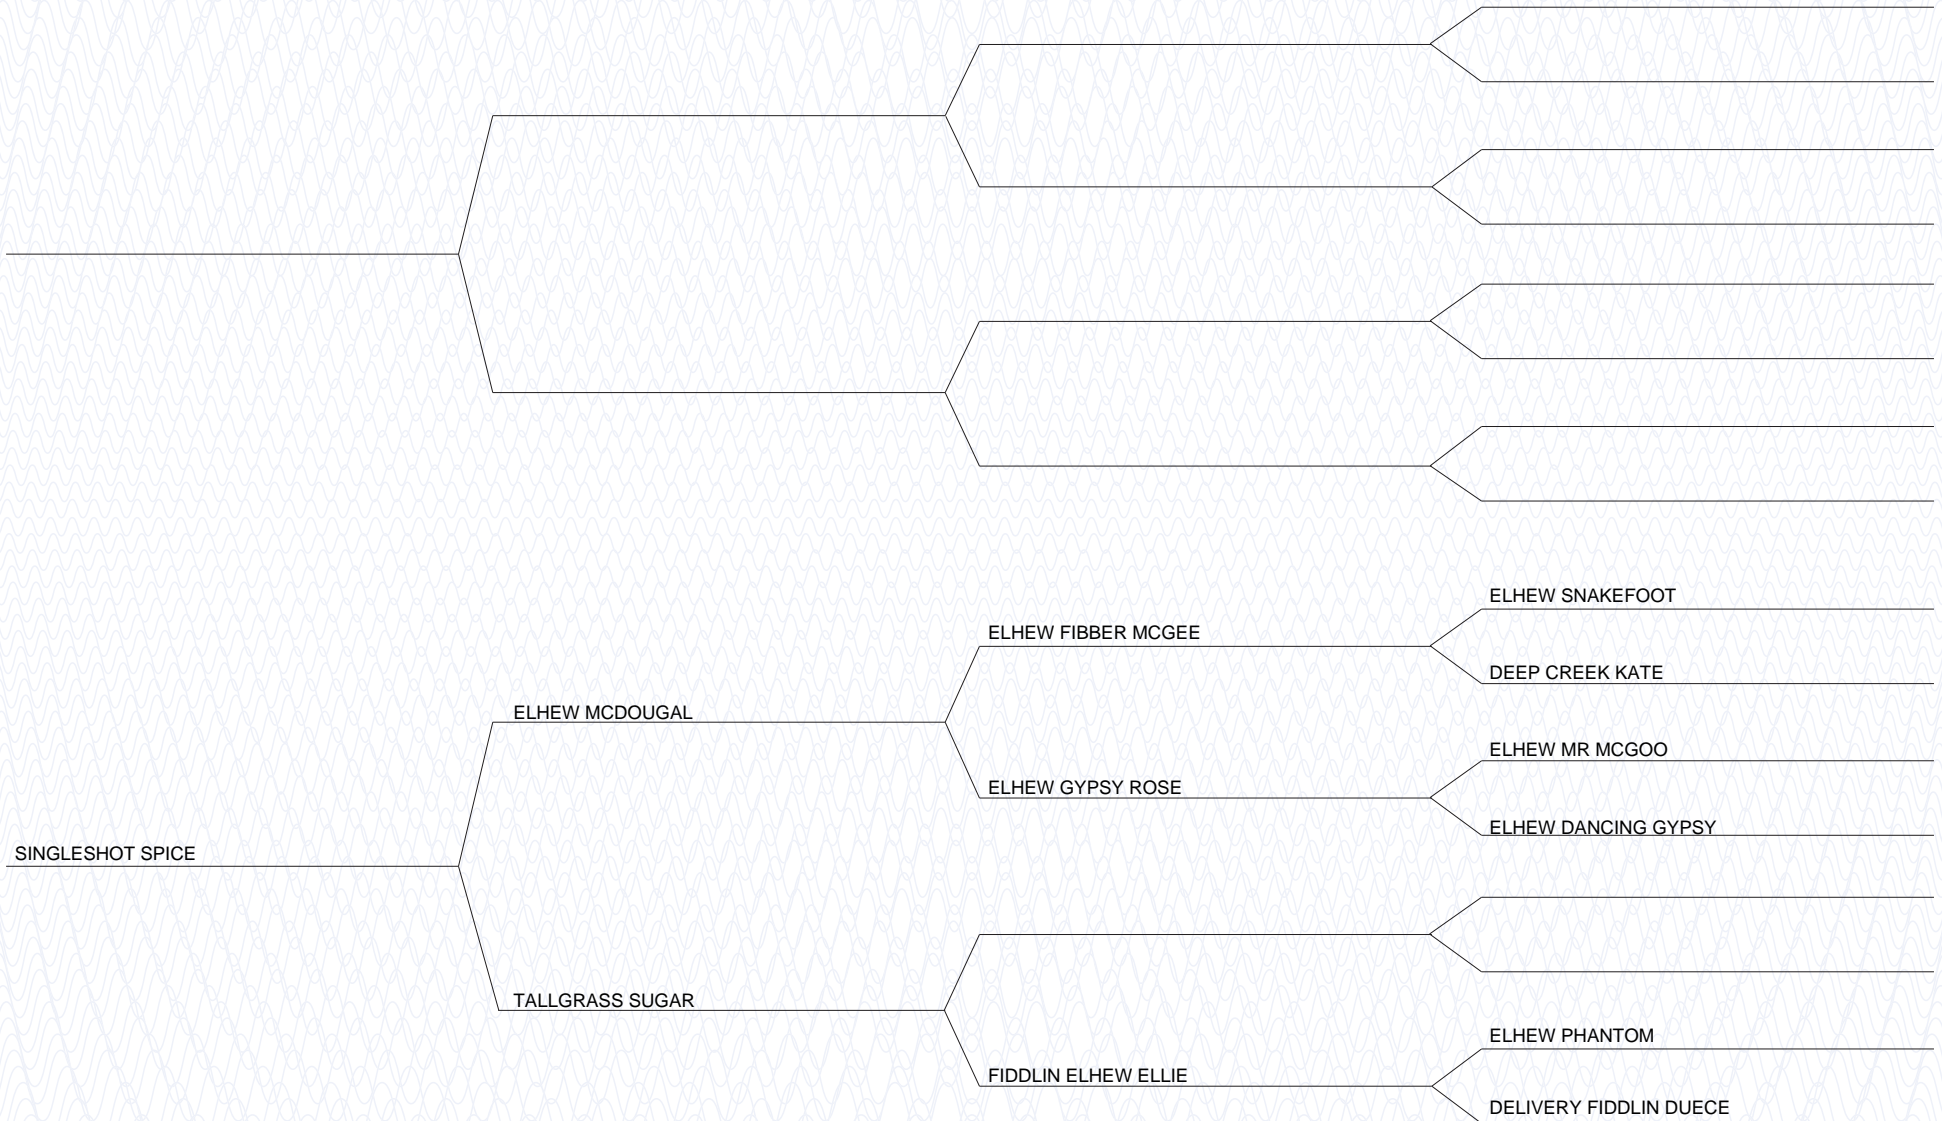 ELHEW SNAKEFOOT
ELHEW FIBBER MCGEE
DEEP CREEK KATE
ELHEW MCDOUGAL
ELHEW MR MCGOO
ELHEW GYPSY ROSE
ELHEW DANCING GYPSY
SINGLESHOT SPICE
TALLGRASS SUGAR
ELHEW PHANTOM
FIDDLIN ELHEW ELLIE
DELIVERY FIDDLIN DUECE